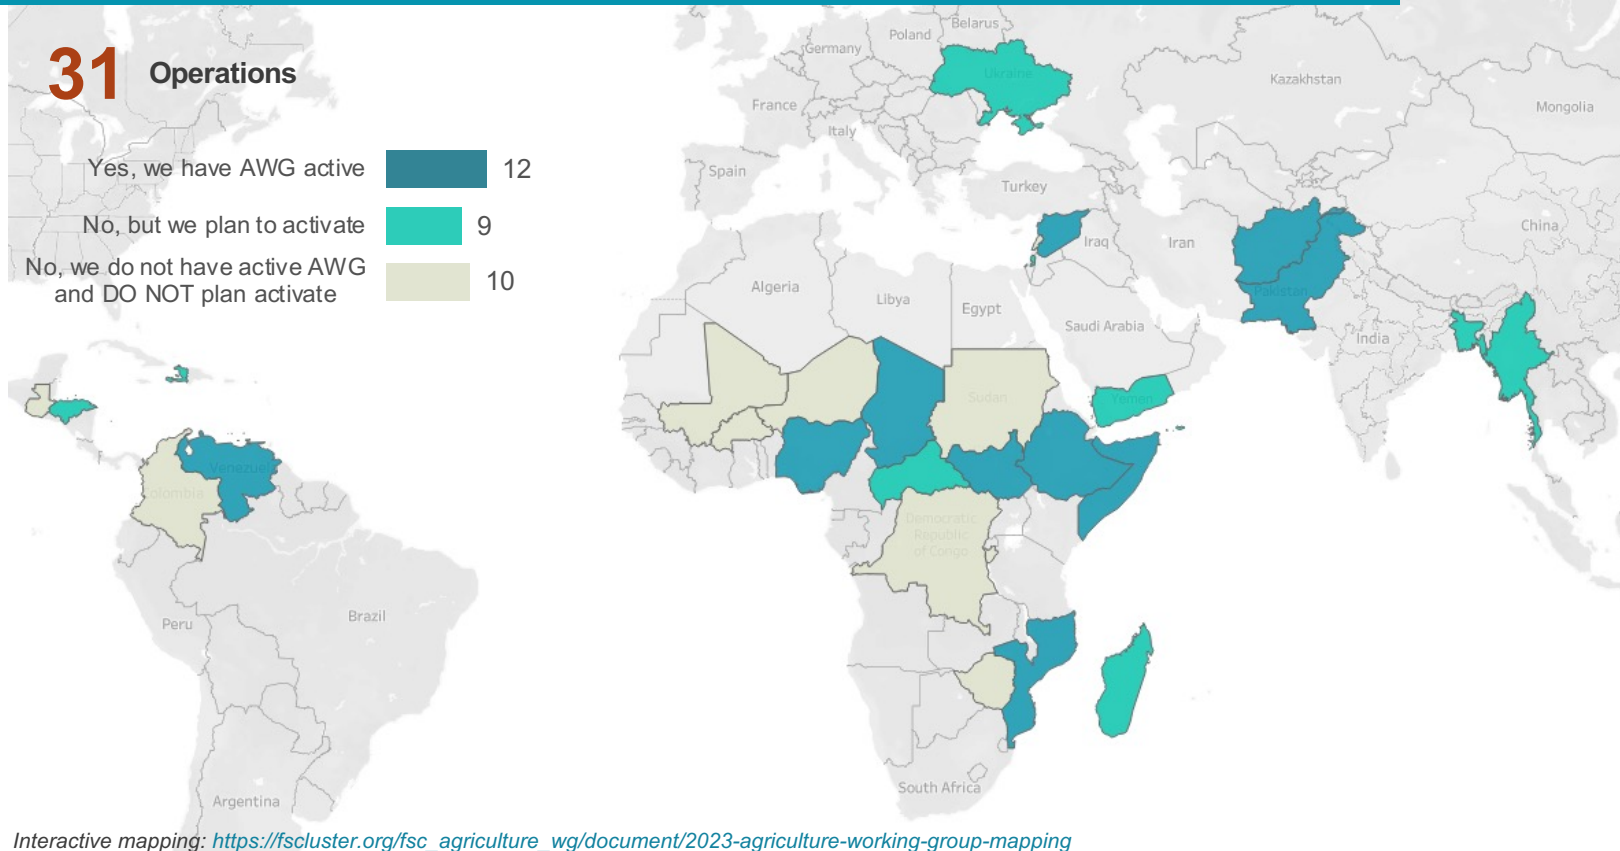 31 Operations
Yes, we have AWG active 12
No, but we plan to activate 9
No, we do not have active AWG
and DO NOT plan activate 10
Belarus
Poland
Germany
Ukraine
Kazakhstan
France
Mongolia
Italy
Spain
Turkey
China
Iraq
Iran
Algeria
Pakistan
Libya
Egypt
Saudi Arabia
India
Sudan
Yemen
Venezuel
Colombia
Democratic
Republic
of Congo
Brazil
Peru
South Africa
Argentina
Interactive mapping: https://fscluster.org/fsc_agriculture_wg/document/2023-agriculture-working-group-mapping